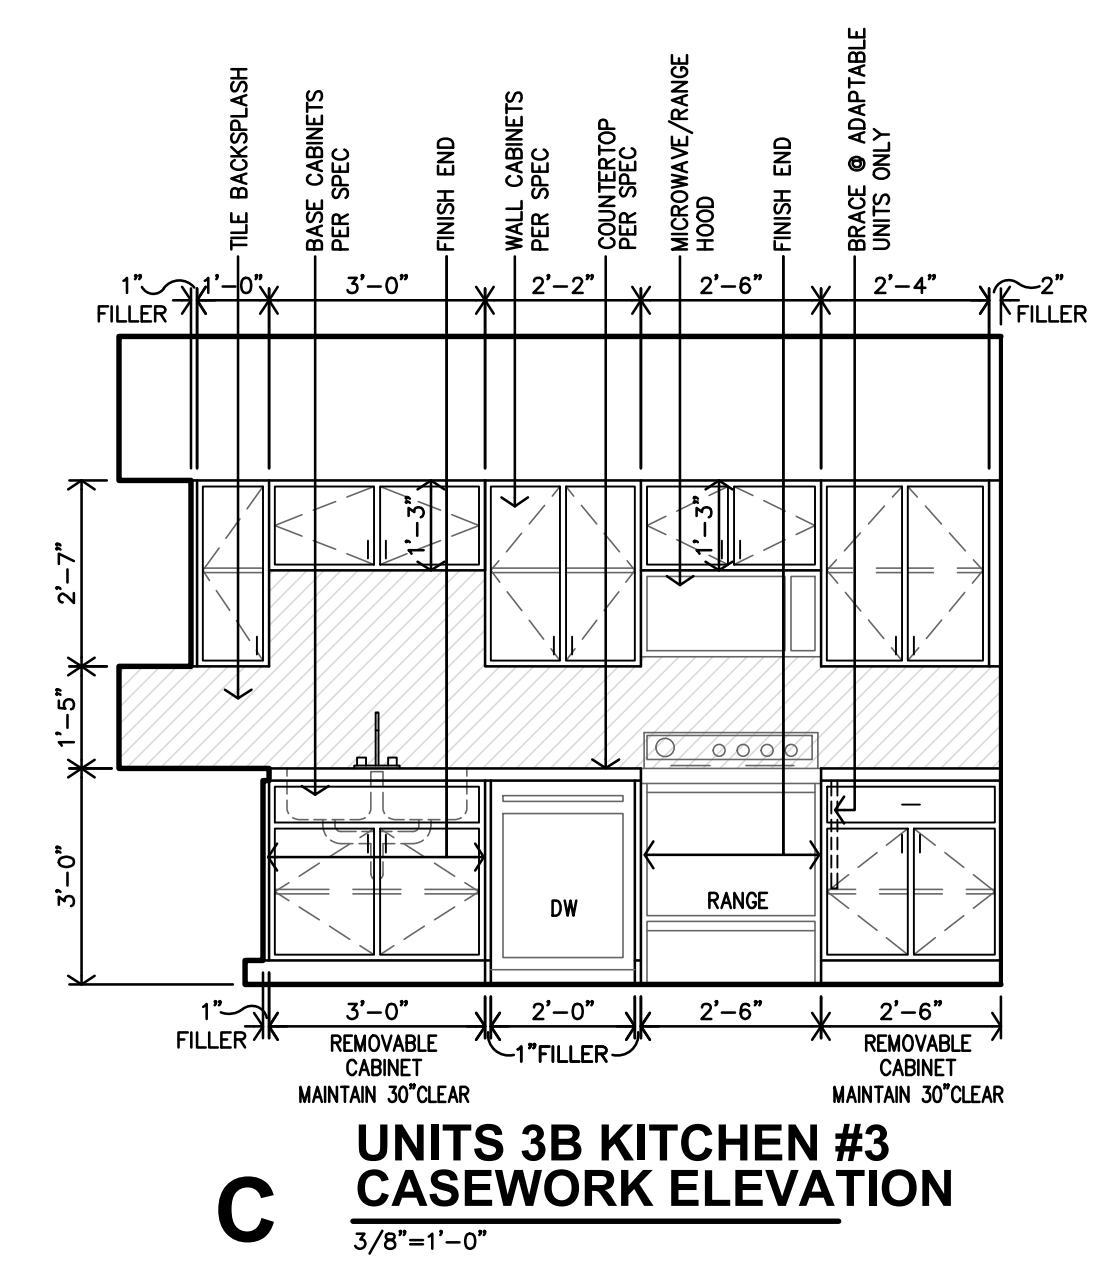 TILE BACKSPLASH
BASE CABINETS
PER SPEC
FINISH END
WALL CABINETS
PER SPEC
COUNTERTOP
PER SPEC
MICROWAVE/RANGE
HOOD
FINISH END
BRACE @ ADAPTABLE
UNITS ONLY
1" 1'-0" 3'-0" 2'-2" 2'-6" 2'-4" 2"
FILLER FILLER
2'-7"
1'-3"
1'-3"
1'-5"
3'-0"
DW
RANGE
1" 3'-0" 2'-0" 2'-6" 2'-6"
FILLER
1"FILLER
REMOVABLE
CABINET
MAINTAIN 30"CLEAR
REMOVABLE
CABINET
MAINTAIN 30"CLEAR
C
UNITS 3B KITCHEN #3
CASEWORK ELEVATION
3/8"=1'-0"